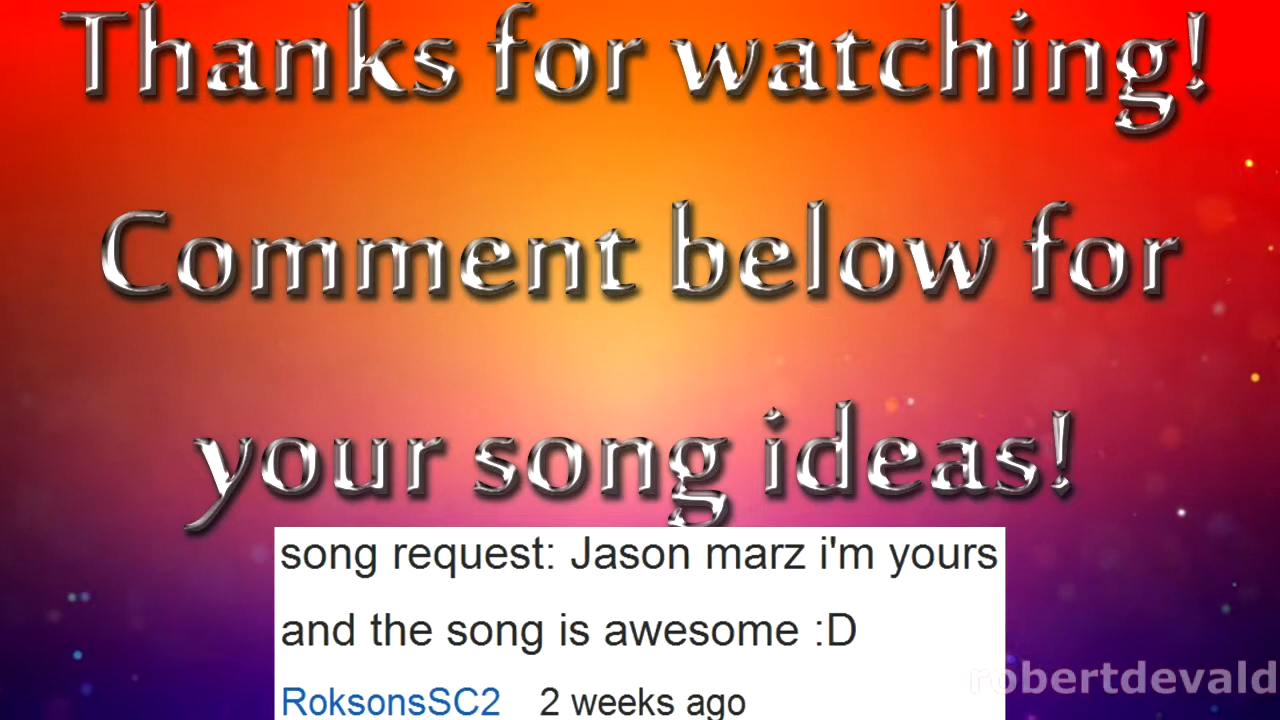 Thanks for watching!
Comment below for
your song ideas!
song request: Jason marz i'm yours
and the song is awesome :D
RoksonsSC2 2 weeks ago
robertdevald